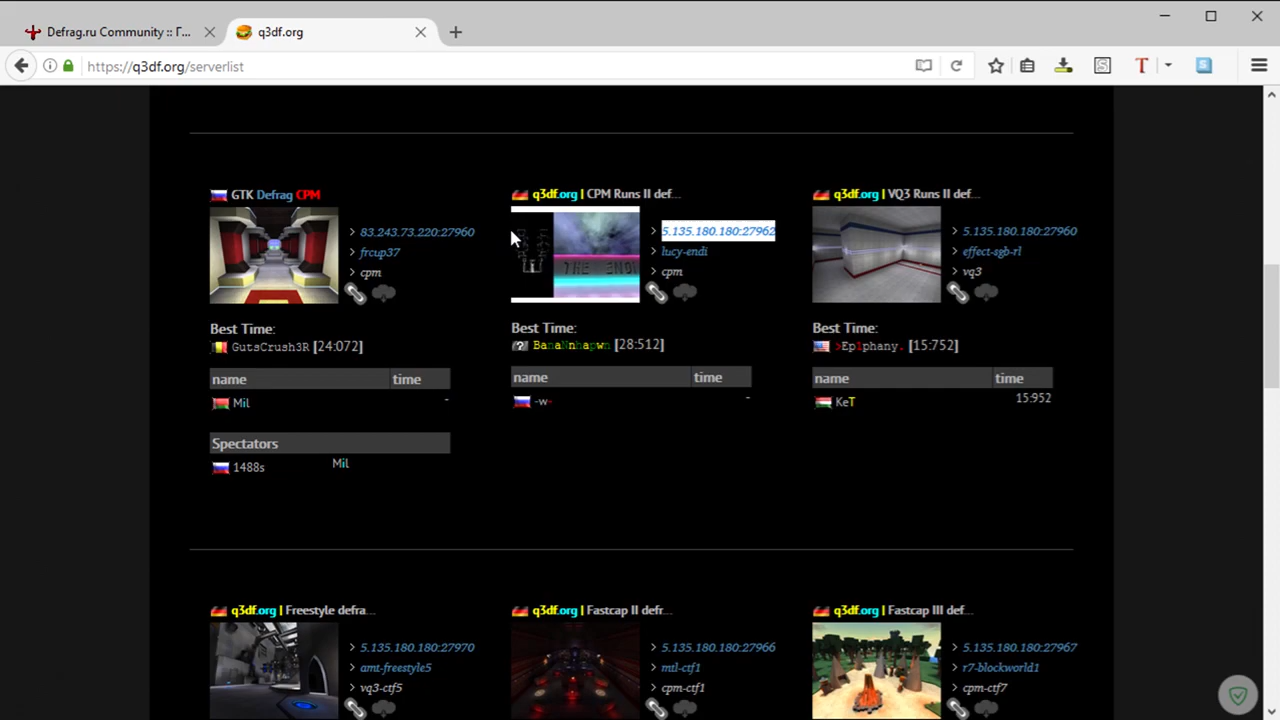 Defrag.ru Community :: Г...
q3df.org
https://q3df.org/serverlist
GTK Defrag CPM
83.243.73.220:27960
frcup37
cpm
Best Time:
GutsCrush3R [24:072]
name time
Mil -
Spectators
1488s Mil
q3df.org | CPM Runs II def...
5.135.180.180:27962
lucy-endi
cpm
THE END
Best Time:
BanaNnhapwn [28:512]
name time
-w- -
q3df.org | VQ3 Runs II def...
5.135.180.180:27960
effect-sgb-rl
vq3
Best Time:
>Ep1phany. [15:752]
name time
KeT 15:952
q3df.org | Freestyle defra...
5.135.180.180:27970
amt-freestyle5
vq3-ctf5
q3df.org | Fastcap II defr...
5.135.180.180:27966
mtl-ctf1
cpm-ctf1
q3df.org | Fastcap III def...
5.135.180.180:27967
r7-blockworld1
cpm-ctf7